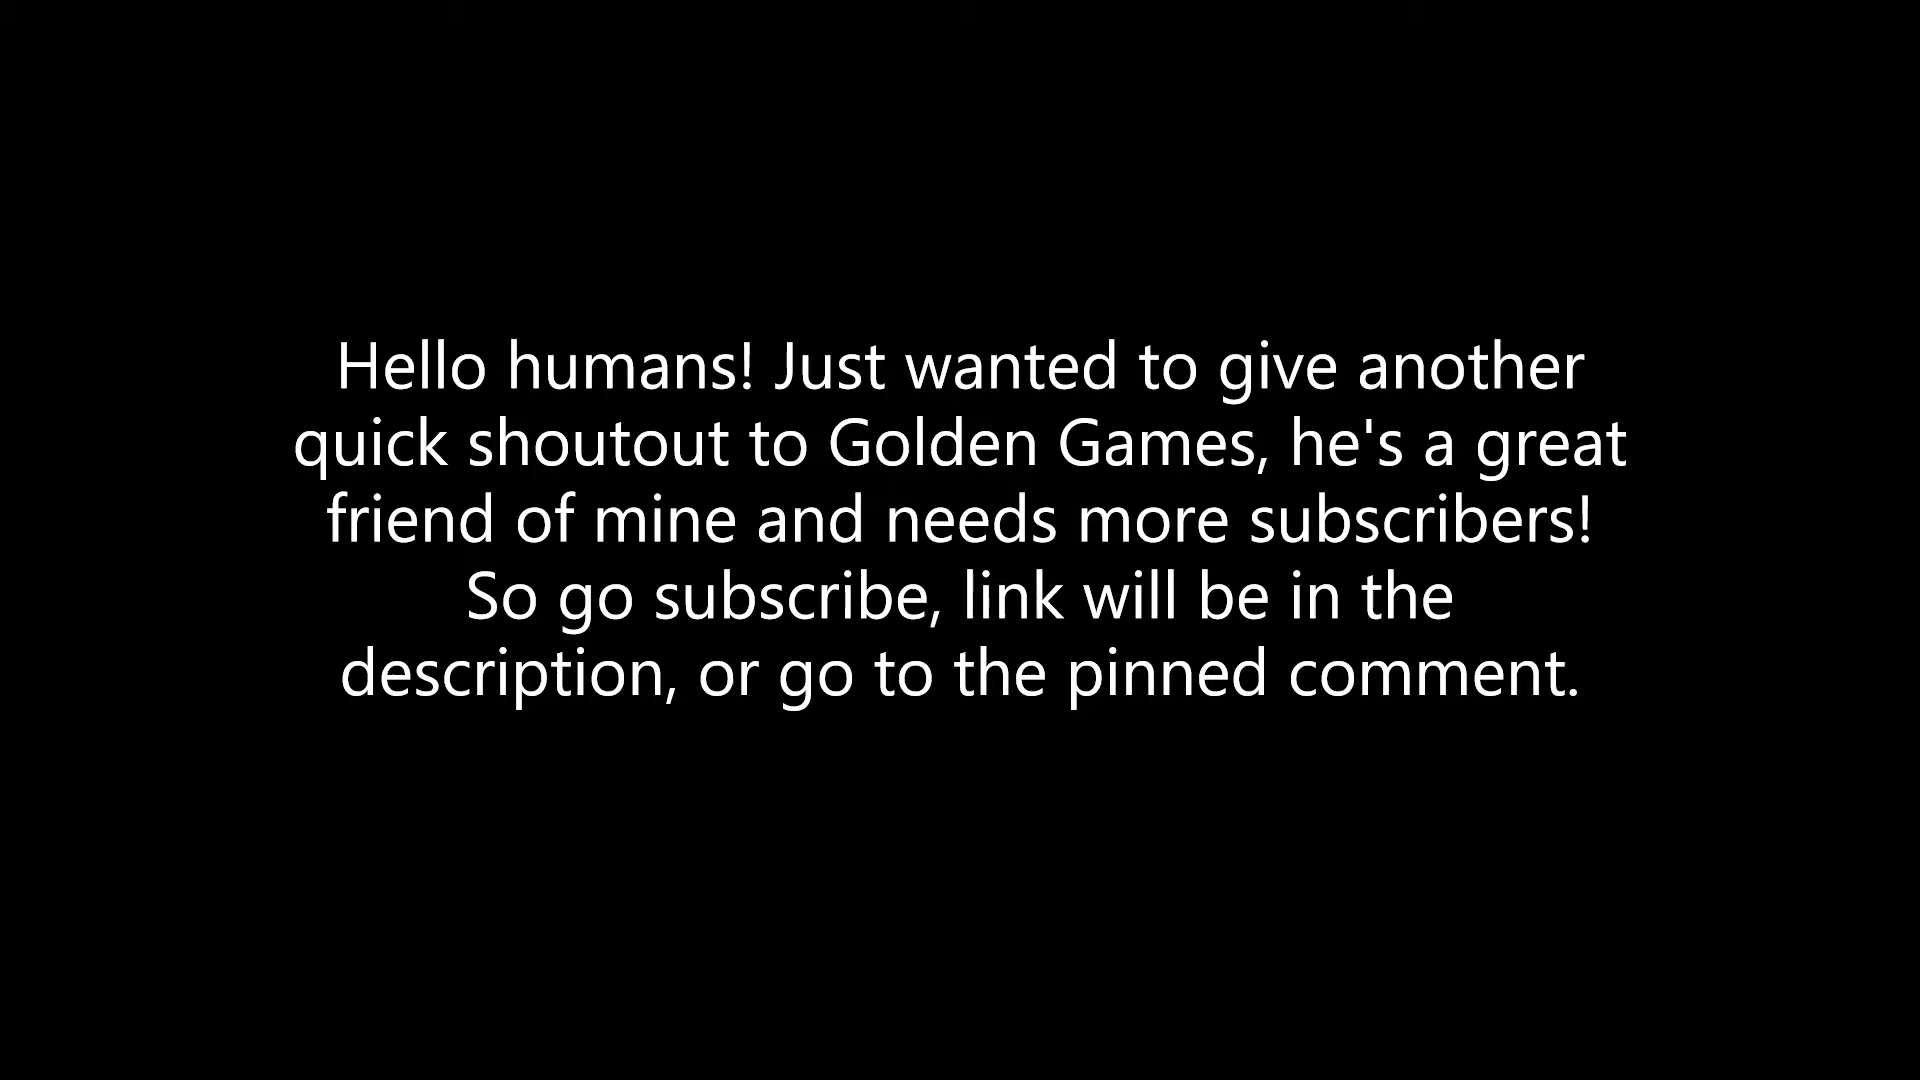 Hello humans! Just wanted to give another
quick shoutout to Golden Games, he's a great
friend of mine and needs more subscribers!
So go subscribe, link will be in the
description, or go to the pinned comment.